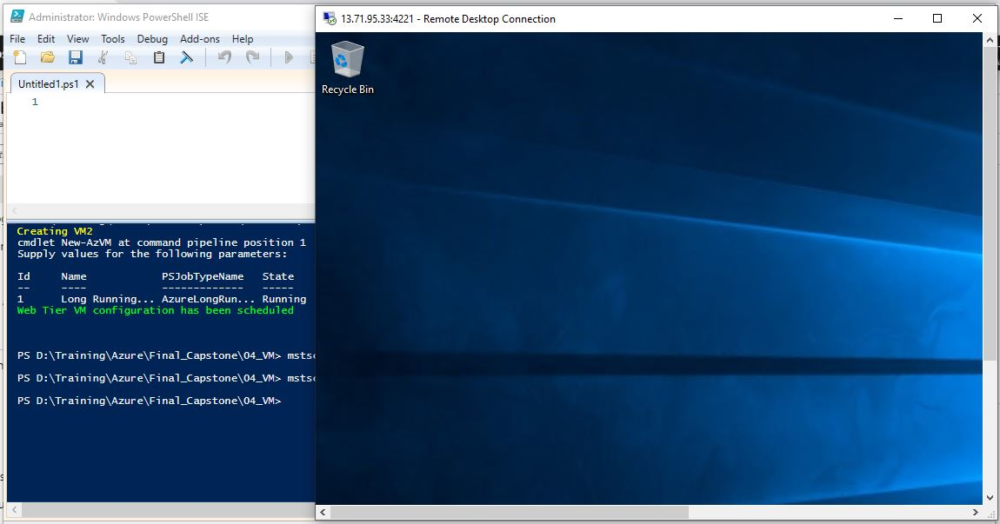 Administrator: Windows PowerShell ISE
File Edit View Tools Debug Add-ons Help
Untitled1.ps1
1
Creating VM2
cmdlet New-AzVM at command pipeline position 1
Supply values for the following parameters:
Id Name PSJobTypeName State
-- ---- ------------- -----
1 Long Running... AzureLongRun... Running
Web Tier VM configuration has been scheduled
PS D:\Training\Azure\Final_Capstone\04_VM> mstsc
PS D:\Training\Azure\Final_Capstone\04_VM> mstsc
PS D:\Training\Azure\Final_Capstone\04_VM>
13.71.95.33:4221 - Remote Desktop Connection
Recycle Bin